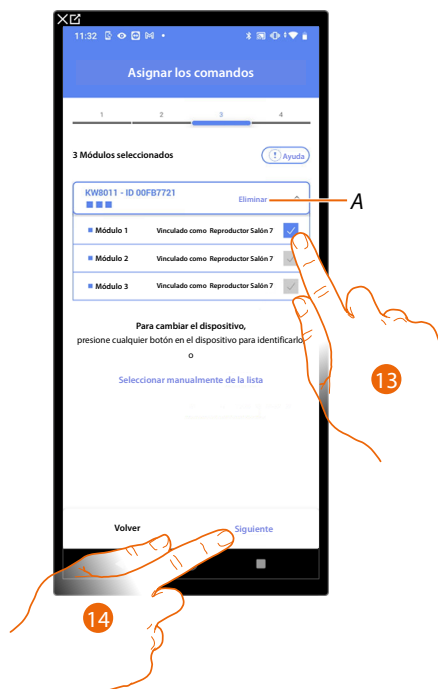 11:32
Asignar los comandos
1 2 3 4
3 Módulos seleccionados
Ayuda
KW8011 - ID 00FB7721
Eliminar
A
Módulo 1 Vinculado como Reproductor Salón 7
Módulo 2 Vinculado como Reproductor Salón 7
Módulo 3 Vinculado como Reproductor Salón 7
Para cambiar el dispositivo,
presione cualquier botón en el dispositivo para identificarlo
o
Seleccionar manualmente de la lista
13
Volver
Siguiente
14